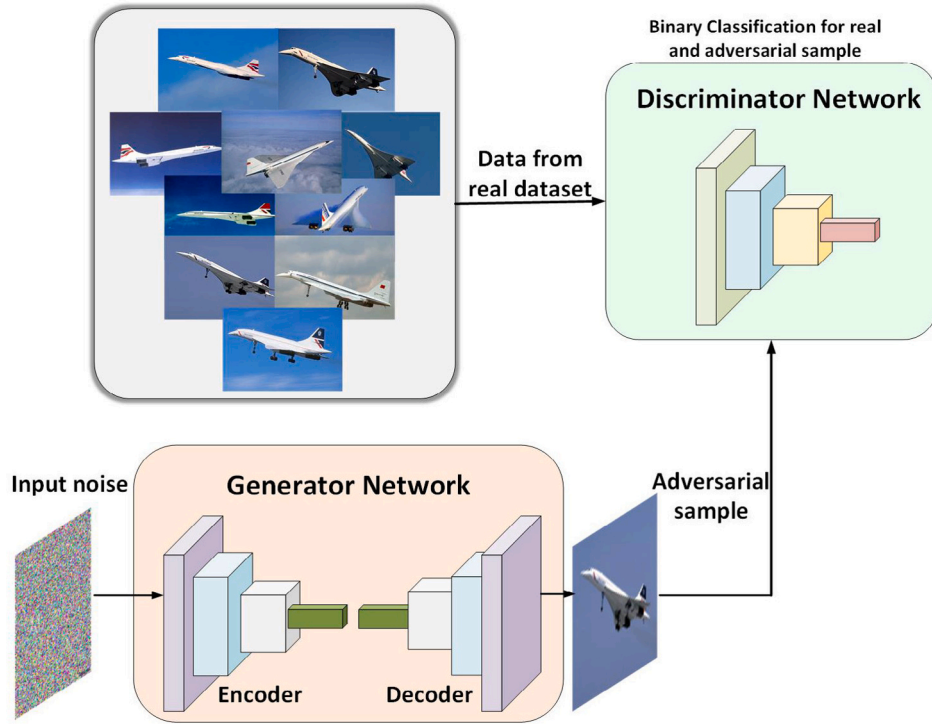 Binary Classification for real
and adversarial sample
Discriminator Network
Data from
real dataset
Input noise
Generator Network
Adversarial
sample
Encoder
Decoder